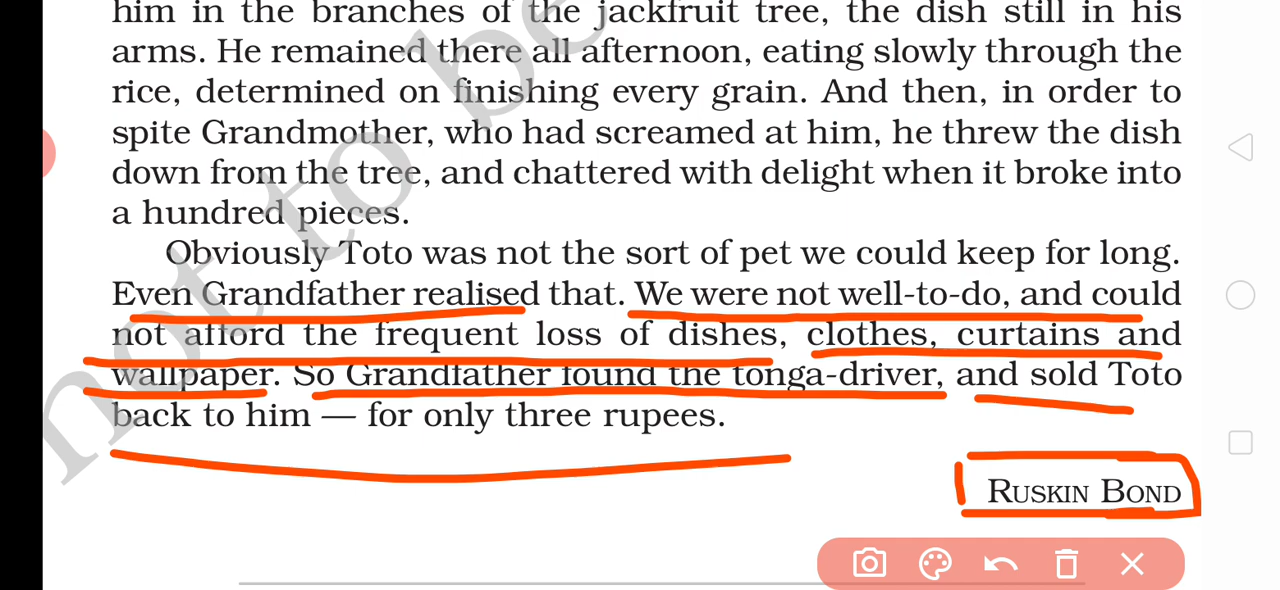 him in the branches of the jackfruit tree, the dish still in his
arms. He remained there all afternoon, eating slowly through the
rice, determined on finishing every grain. And then, in order to
spite Grandmother, who had screamed at him, he threw the dish
down from the tree, and chattered with delight when it broke into
a hundred pieces.
Obviously Toto was not the sort of pet we could keep for long.
Even Grandfather realised that. We were not well-to-do, and could
not afford the frequent loss of dishes, clothes, curtains and
wallpaper. So Grandfather found the tonga-driver, and sold Toto
back to him — for only three rupees.
RUSKIN BOND
not to be